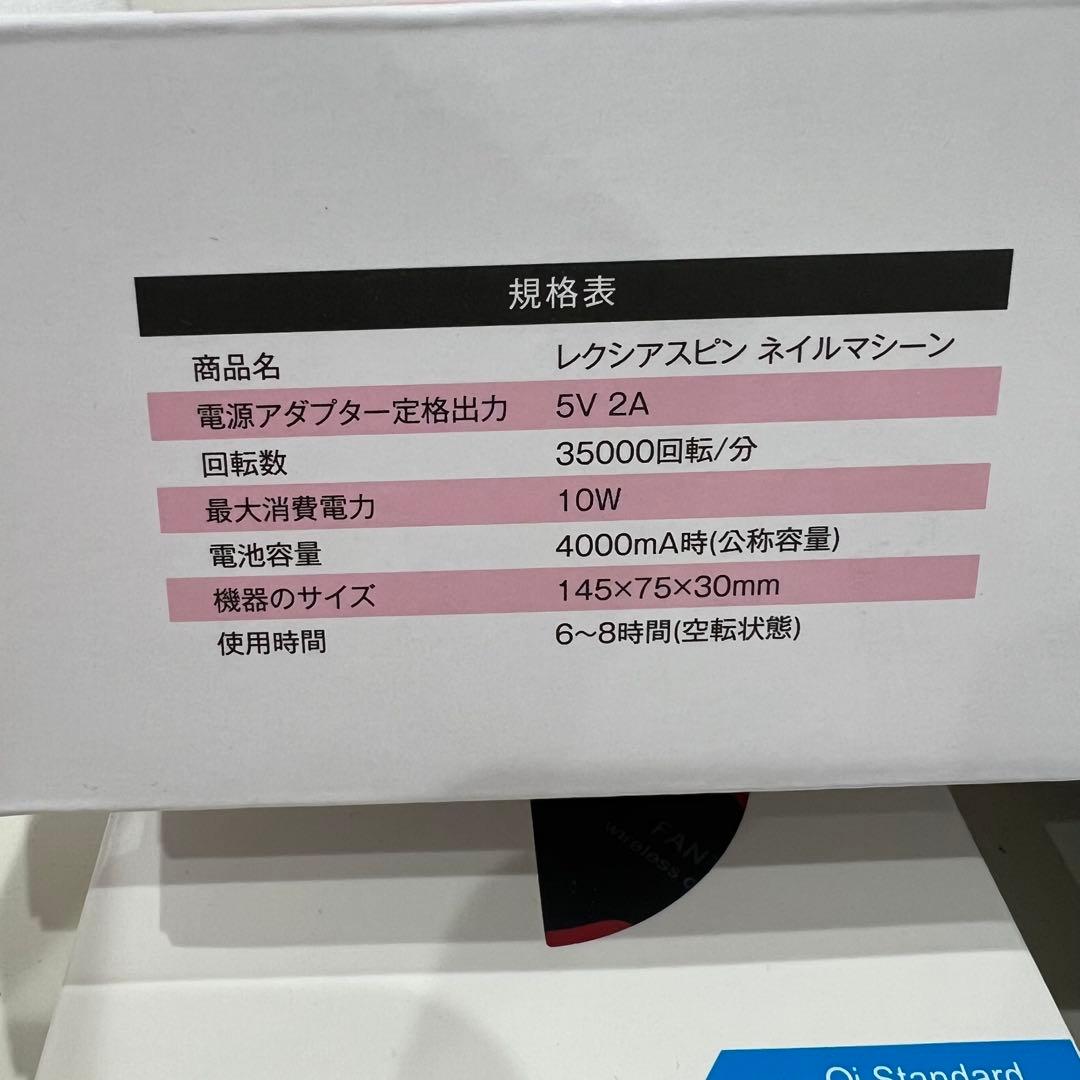 規格表
商品名 レクシアスピン ネイルマシーン
電源アダプター定格出力 5V 2A
回転数 35000回転/分
最大消費電力 10W
電池容量 4000mA時(公称容量)
機器のサイズ 145×75×30mm
使用時間 6～8時間(空転状態)
FAN
wireless
Qi Standard